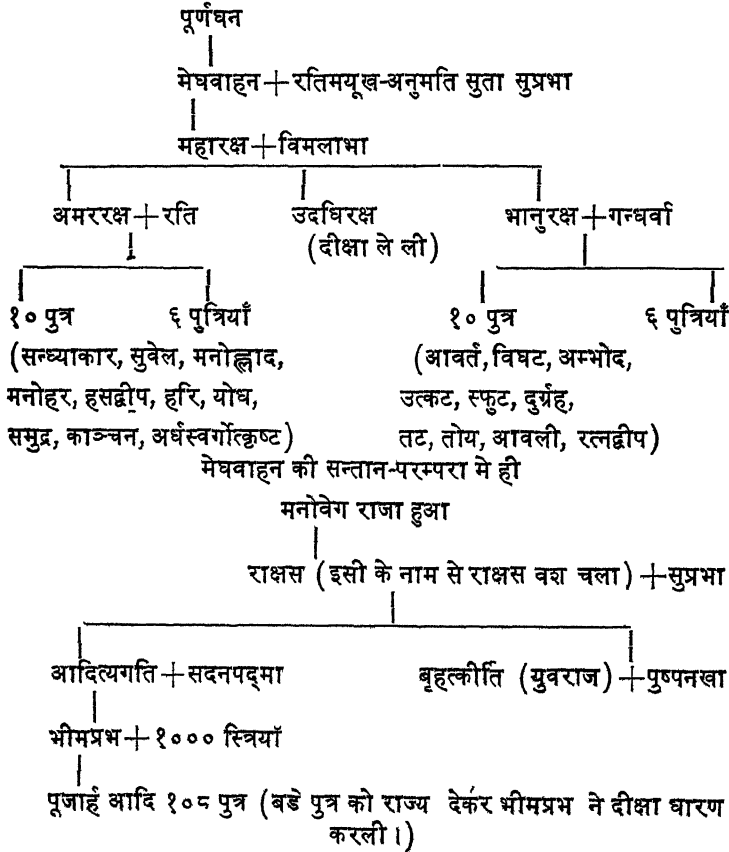 पूर्णघन
मेघवाहन+रतिमयूख-अनुमति सुता सुप्रभा
महारक्ष+विमलाभा
अमररक्ष+रति उदधिरक्ष भानुरक्ष+गन्धर्वा
(दीक्षा ले ली)
१० पुत्र ६ पुत्रियाँ १० पुत्र ६ पुत्रियाँ
(सन्ध्याकार, सुवेल, मनोह्लाद, (आवर्त, विघट, अम्भोद,
मनोहर, हसद्वीप, हरि, योध, उत्कट, स्फुट, दुर्ग्रह,
समुद्र, काञ्चन, अर्धस्वर्गोत्कृष्ट) तट, तोय, आवली, रत्नद्वीप)
मेघवाहन की सन्तान-परम्परा मे ही
मनोवेग राजा हुआ
राक्षस (इसी के नाम से राक्षस वश चला)+सुप्रभा
आदित्यगति+सदनपद्मा बृहत्कीर्ति (युवराज)+पुष्पनखा
भीमप्रभ+१००० स्त्रियाँ
पूजार्ह आदि १०८ पुत्र (बडे पुत्र को राज्य देकर भीमप्रभ ने दीक्षा धारण
करली।)